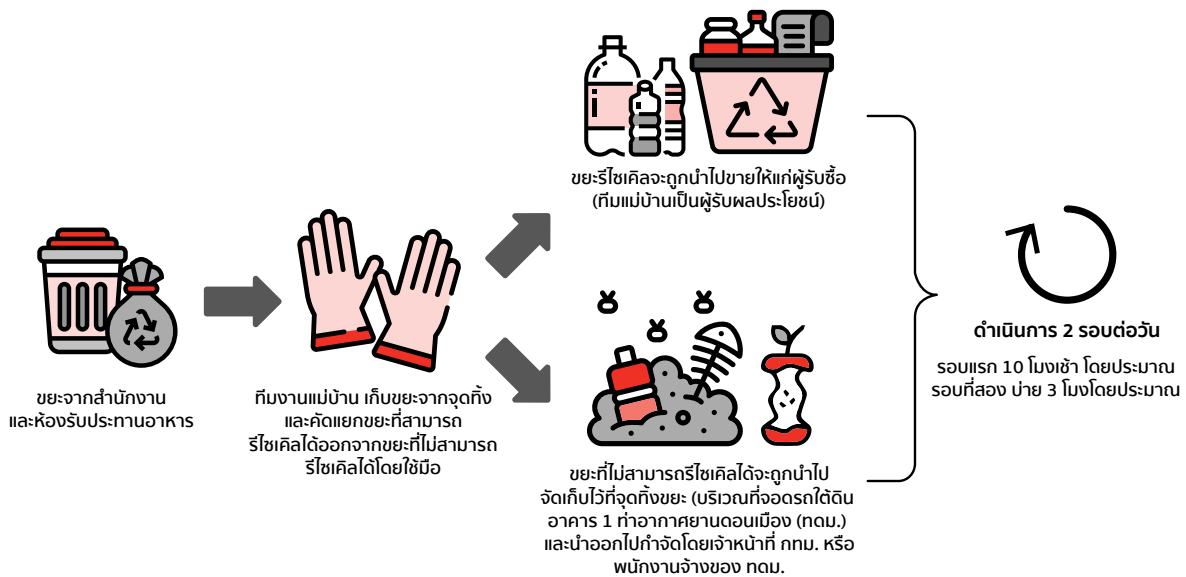 ขยะจากสำนักงาน
และห้องรับประทานอาหาร
ทีมงานแม่บ้าน เก็บขยะจากจุดทิ้ง
และคัดแยกขยะที่สามารถ
รีไซเคิลได้ออกจากขยะที่ไม่สามารถ
รีไซเคิลได้โดยใช้มือ
ขยะรีไซเคิลจะถูกนำไปขายให้แก่ผู้รับซื้อ
(ทีมแม่บ้านเป็นผู้รับผลประโยชน์)
ขยะที่ไม่สามารถรีไซเคิลได้จะถูกนำไป
จัดเก็บไว้ที่จุดทิ้งขยะ (บริเวณที่จอดรถใต้ดิน
อาคาร 1 ท่าอากาศยานดอนเมือง (ทดม.)
และนำออกไปกำจัดโดยเจ้าหน้าที่ กทม. หรือ
พนักงานจ้างของ ทดม.
ดำเนินการ 2 รอบต่อวัน
รอบแรก 10 โมงเช้า โดยประมาณ
รอบที่สอง บ่าย 3 โมงโดยประมาณ